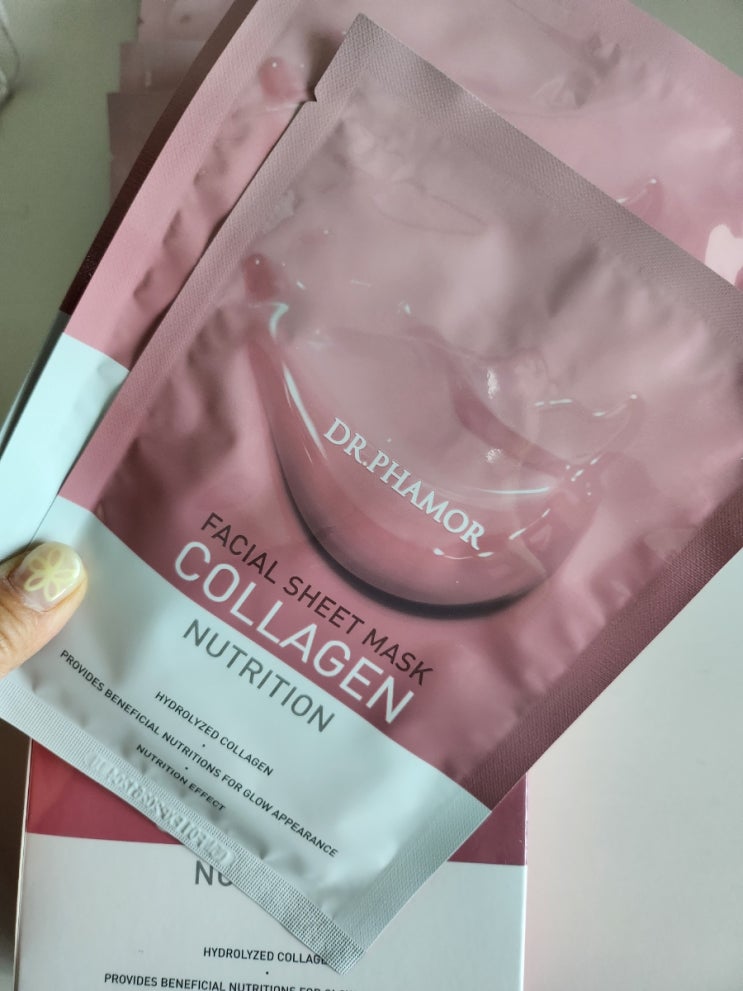 DR.PHAMOR
FACIAL SHEET MASK
COLLAGEN
NUTRITION
HYDROLYZED COLLAGEN
PROVIDES BENEFICIAL NUTRITIONS FOR GLOW APPEARANCE
NUTRITION EFFECT
HYDROLYZED
PROVIDES BENEFICIAL NUTRITIONS FOR